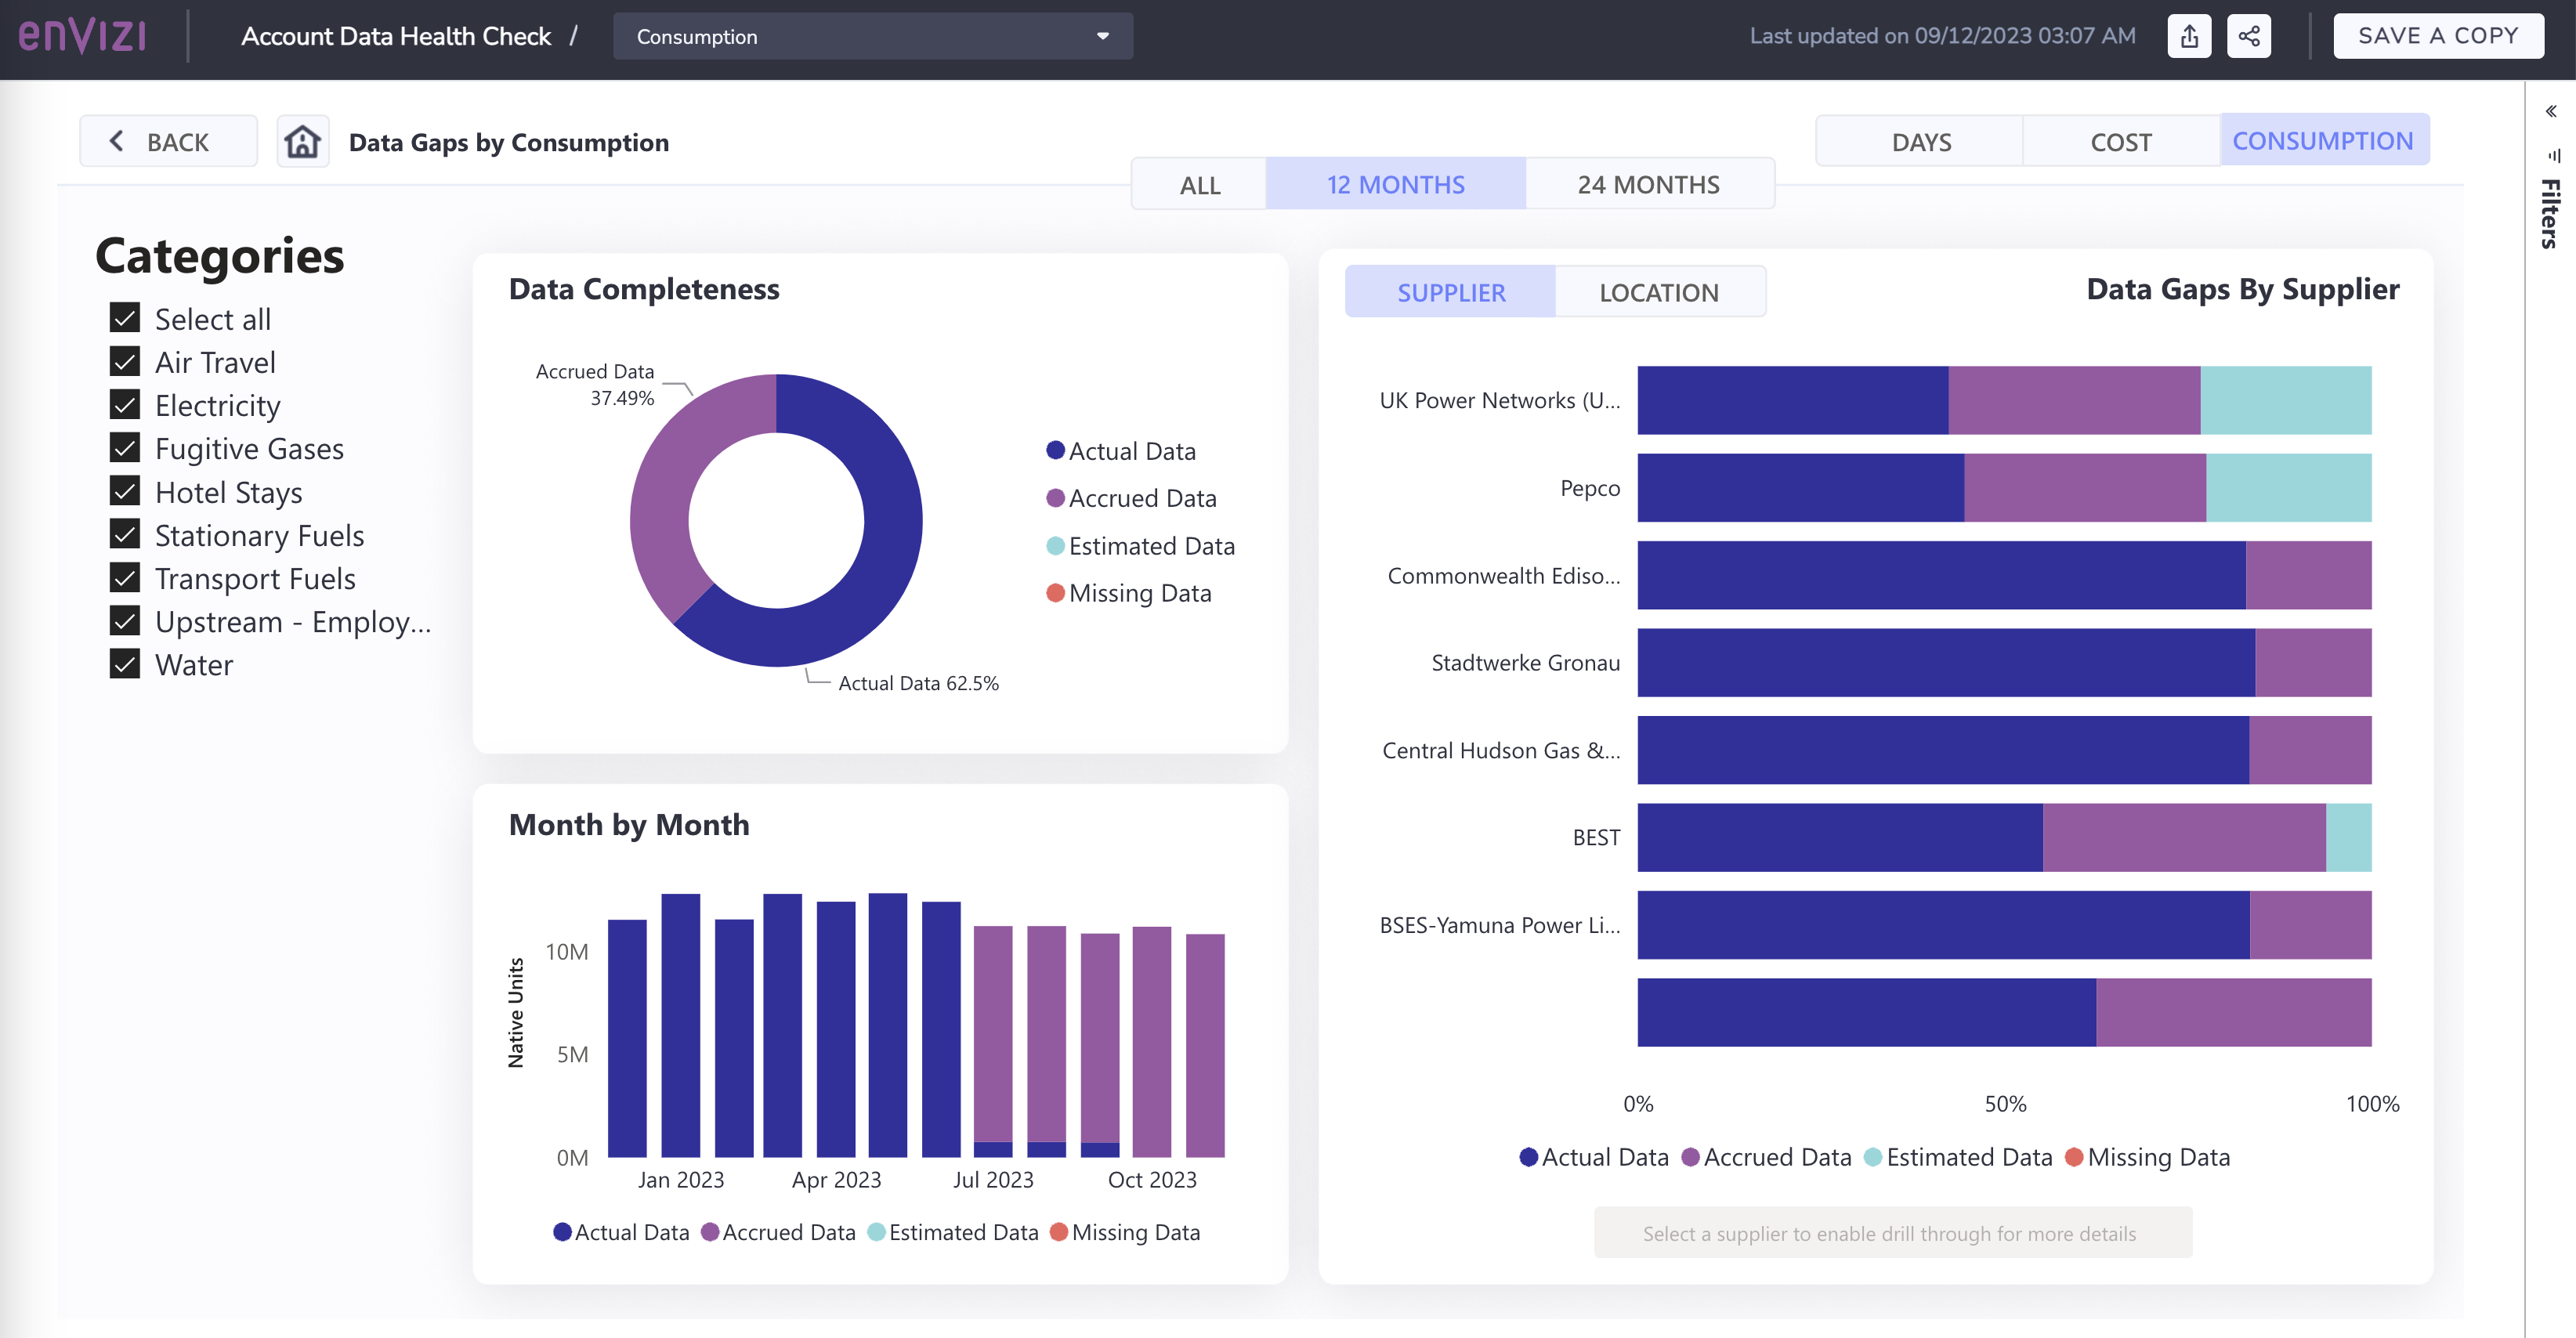 enVIZI
Account Data Health Check /
Consumption
Last updated on 09/12/2023 03:07 AM
SAVE A COPY
BACK
Data Gaps by Consumption
DAYS
COST
CONSUMPTION
ALL
12 MONTHS
24 MONTHS
Filters
Categories
Select all
Air Travel
Electricity
Fugitive Gases
Hotel Stays
Stationary Fuels
Transport Fuels
Upstream - Employ...
Water
Data Completeness
Accrued Data
37.49%
Actual Data 62.5%
Actual Data
Accrued Data
Estimated Data
Missing Data
Month by Month
Native Units
10M
5M
0M
Jan 2023
Apr 2023
Jul 2023
Oct 2023
Actual Data
Accrued Data
Estimated Data
Missing Data
SUPPLIER
LOCATION
Data Gaps By Supplier
UK Power Networks (U...
Pepco
Commonwealth Ediso...
Stadtwerke Gronau
Central Hudson Gas &...
BEST
BSES-Yamuna Power Li...
0%
50%
100%
Actual Data
Accrued Data
Estimated Data
Missing Data
Select a supplier to enable drill through for more details